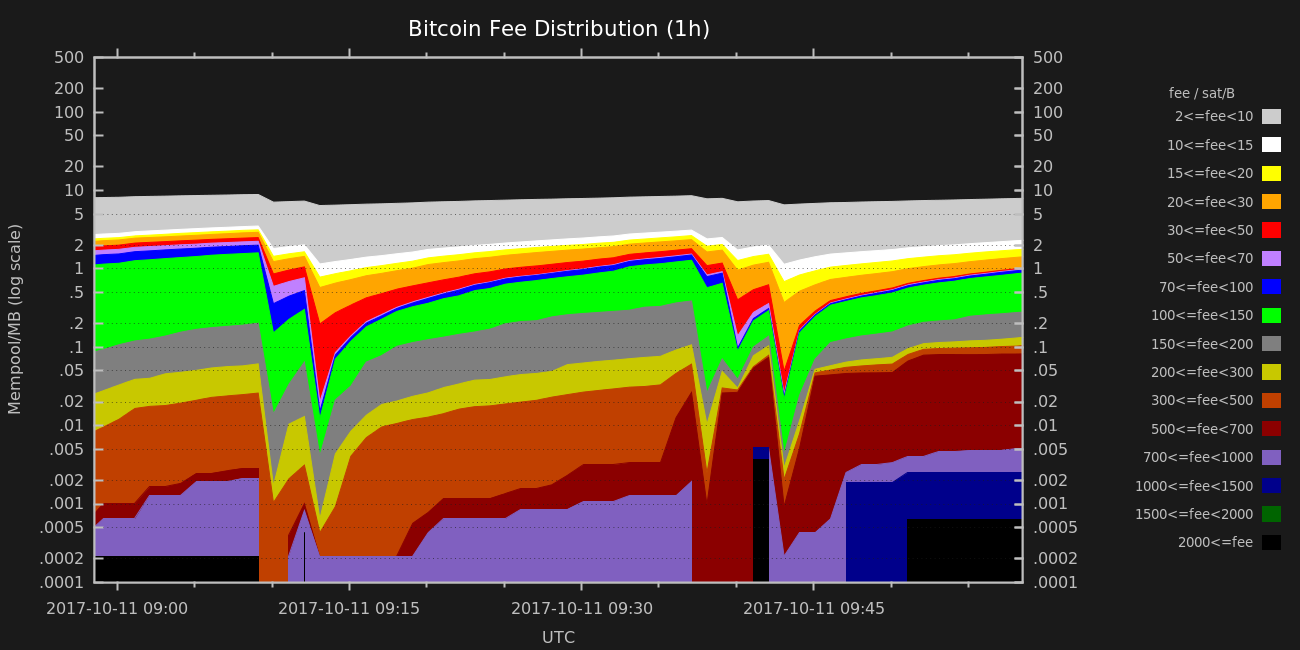 Bitcoin Fee Distribution (1h)
500 500
200 200
100 100
50 50
20 20
10 10
5 5
2 2
1 1
.5 .5
.2 .2
.1 .1
.05 .05
.02 .02
.01 .01
.005 .005
.002 .002
.001 .001
.0005 .0005
.0002 .0002
.0001 .0001
Mempool/MB (log scale)
2017-10-11 09:00 2017-10-11 09:15 2017-10-11 09:30 2017-10-11 09:45
UTC
fee / sat/B
2<=fee<10
10<=fee<15
15<=fee<20
20<=fee<30
30<=fee<50
50<=fee<70
70<=fee<100
100<=fee<150
150<=fee<200
200<=fee<300
300<=fee<500
500<=fee<700
700<=fee<1000
1000<=fee<1500
1500<=fee<2000
2000<=fee